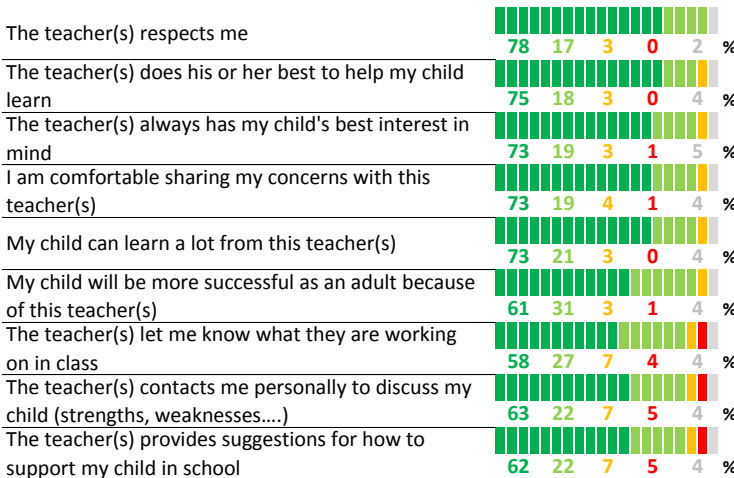 The teacher(s) respects me
78 17 3 0 2 %
The teacher(s) does his or her best to help my child
learn
75 18 3 0 4 %
The teacher(s) always has my child's best interest in
mind
73 19 3 1 5 %
I am comfortable sharing my concerns with this
teacher(s)
73 19 4 1 4 %
My child can learn a lot from this teacher(s)
73 21 3 0 4 %
My child will be more successful as an adult because
of this teacher(s)
61 31 3 1 4 %
The teacher(s) let me know what they are working
on in class
58 27 7 4 4 %
The teacher(s) contacts me personally to discuss my
child (strengths, weaknesses….)
63 22 7 5 4 %
The teacher(s) provides suggestions for how to
support my child in school
62 22 7 5 4 %